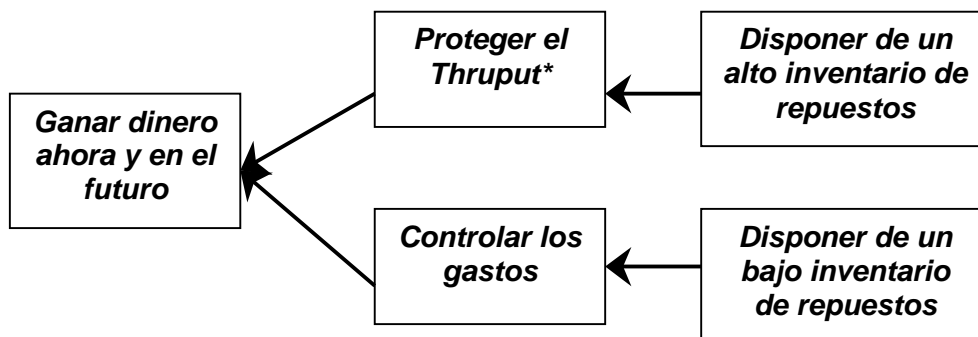 Ganar dinero
ahora y en el
futuro
Proteger el
Thruput*
Disponer de un
alto inventario de
repuestos
Controlar los
gastos
Disponer de un
bajo inventario
de repuestos